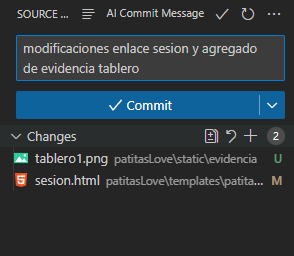 SOURCE ... AI Commit Message ...
modificaciones enlace sesion y agregado
de evidencia tablero
Commit
Changes 2
tablero1.png patitasLove\static\evidencia U
sesion.html patitasLove\templates\patita... M